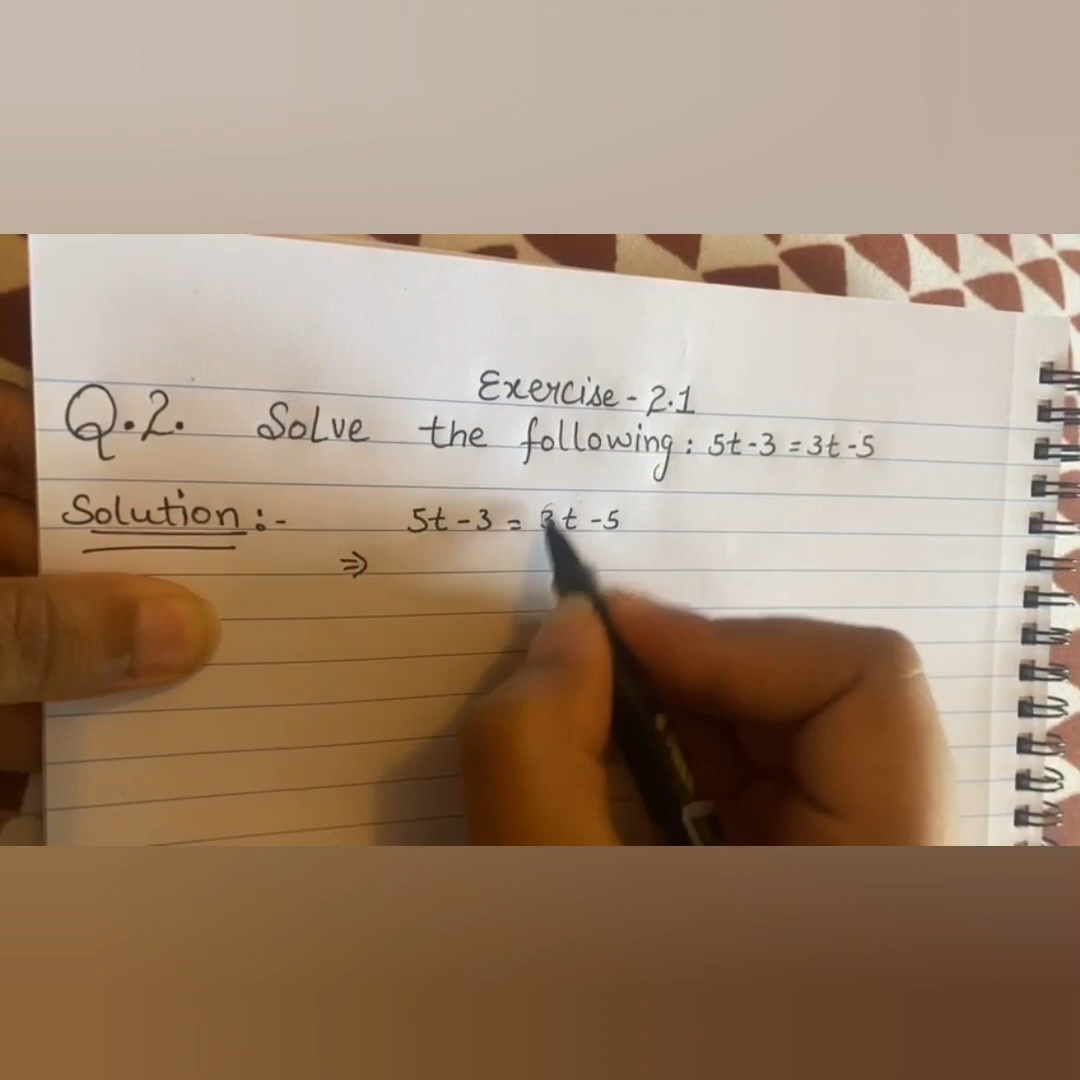 Exercise - 2.1
Q.2. Solve the following : 5t - 3 = 3t - 5
Solution :- 5t - 3 = 3t - 5
⇒